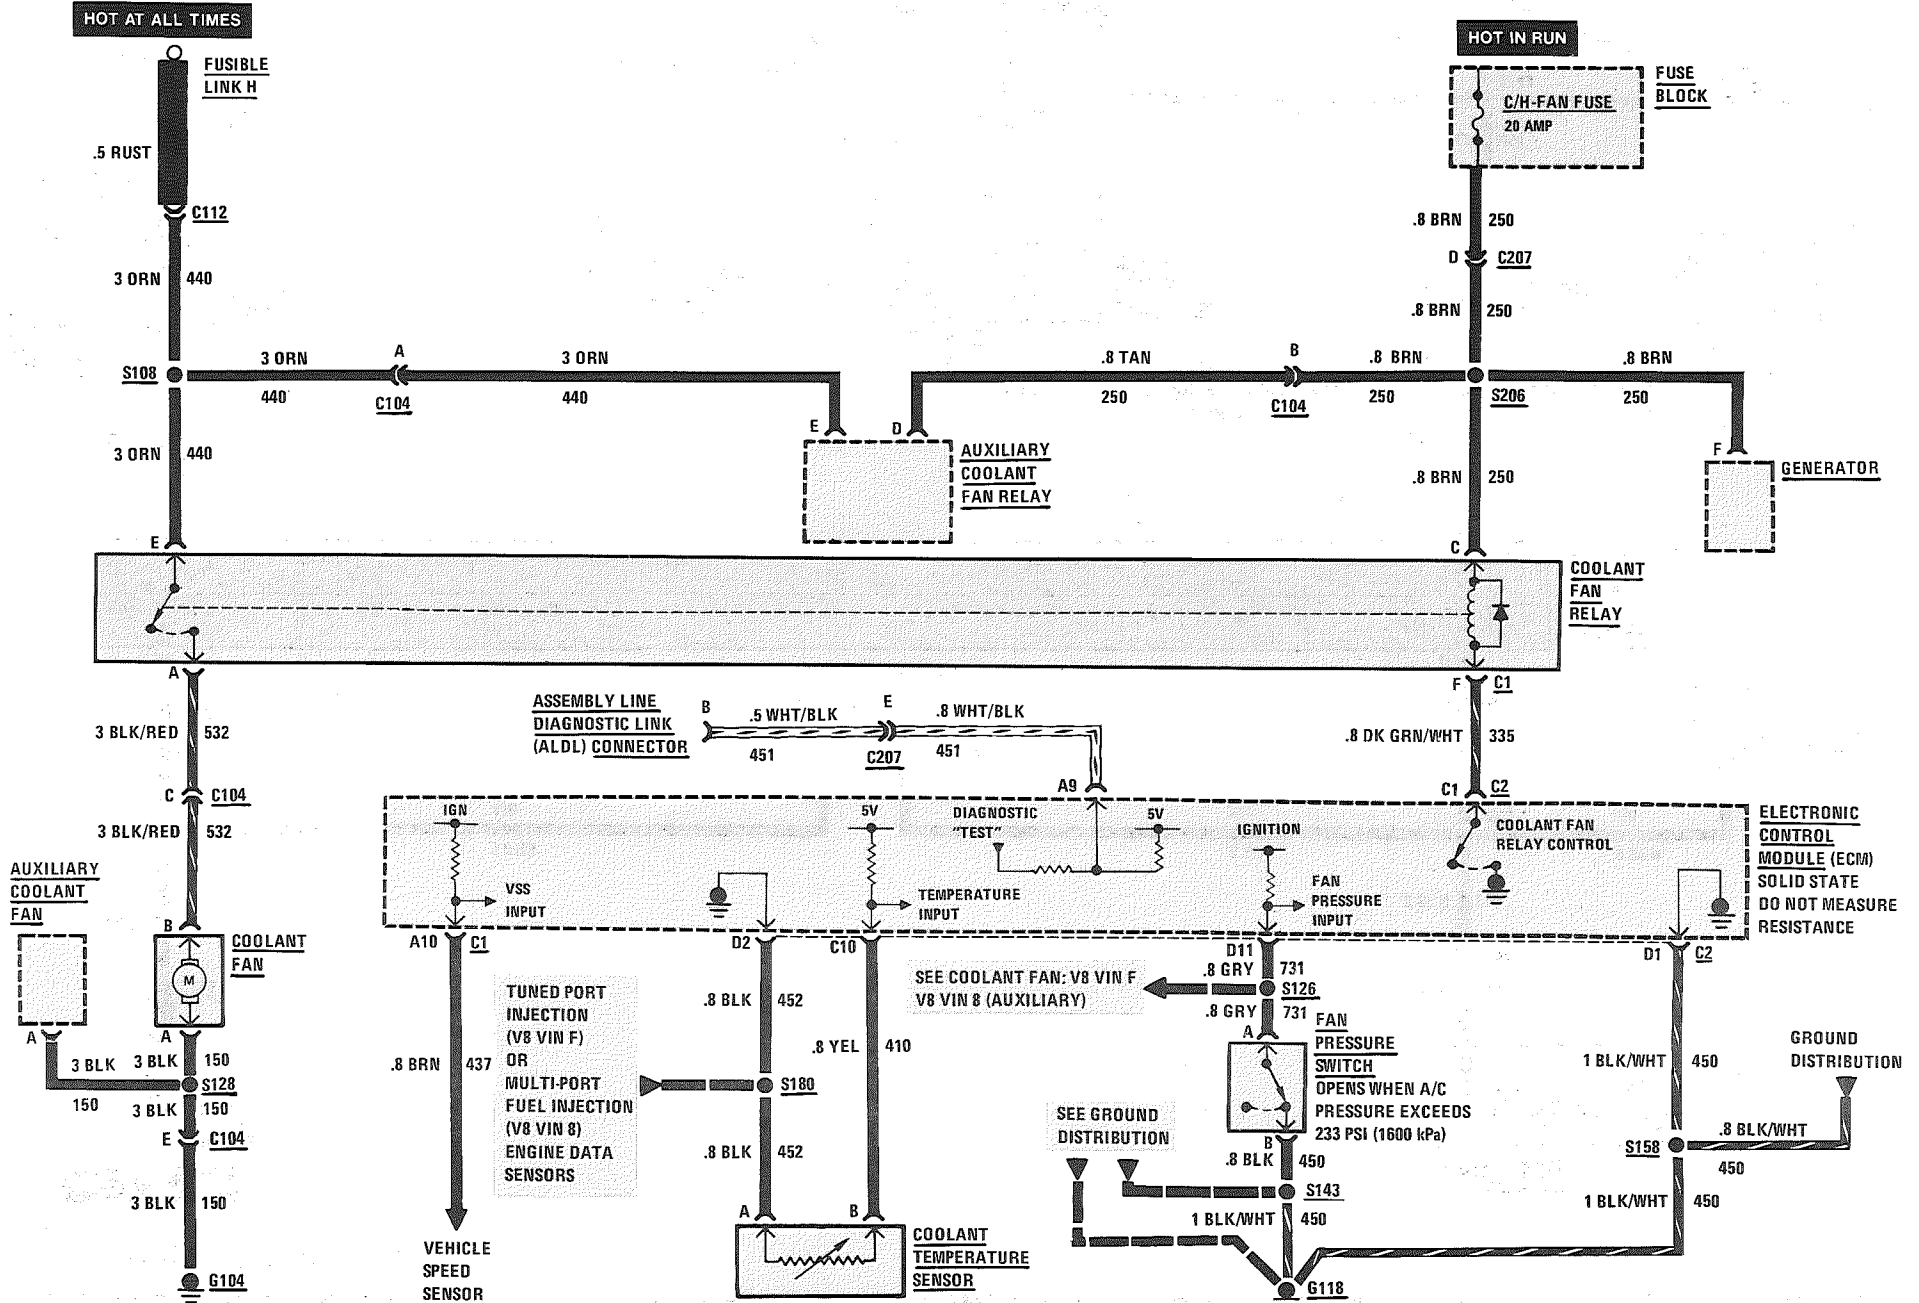 HOT AT ALL TIMES
FUSIBLE
LINK H
.5 RUST
C112
3 ORN 440
S108
3 ORN
440
A
C104
3 ORN
440
3 ORN 440
E
HOT IN RUN
FUSE
BLOCK
C/H-FAN FUSE
20 AMP
.8 BRN 250
D C207
.8 BRN 250
.8 TAN
250
B
C104
.8 BRN
250
S206
.8 BRN
250
E D
AUXILIARY
COOLANT
FAN RELAY
.8 BRN 250
F
GENERATOR
C
COOLANT
FAN
RELAY
A
F C1
3 BLK/RED 532
C C104
3 BLK/RED 532
ASSEMBLY LINE
DIAGNOSTIC LINK
(ALDL) CONNECTOR
B
.5 WHT/BLK
451
E
C207
.8 WHT/BLK
451
A9
.8 DK GRN/WHT 335
C1 C2
IGN
VSS
INPUT
5V
TEMPERATURE
INPUT
DIAGNOSTIC
"TEST"
5V
IGNITION
FAN
PRESSURE
INPUT
COOLANT FAN
RELAY CONTROL
ELECTRONIC
CONTROL
MODULE (ECM)
SOLID STATE
DO NOT MEASURE
RESISTANCE
AUXILIARY
COOLANT
FAN
B
COOLANT
FAN
M
A
A
3 BLK
150
3 BLK 150
S128
3 BLK 150
E C104
3 BLK 150
G104
A10 C1
.8 BRN 437
VEHICLE
SPEED
SENSOR
TUNED PORT
INJECTION
(V8 VIN F)
OR
MULTI-PORT
FUEL INJECTION
(V8 VIN 8)
ENGINE DATA
SENSORS
D2
.8 BLK 452
S180
.8 BLK 452
A
C10
.8 YEL 410
B
COOLANT
TEMPERATURE
SENSOR
SEE COOLANT FAN: V8 VIN F
V8 VIN 8 (AUXILIARY)
D11
.8 GRY 731
S126
.8 GRY 731
A
FAN
PRESSURE
SWITCH
OPENS WHEN A/C
PRESSURE EXCEEDS
233 PSI (1600 kPa)
B
.8 BLK 450
S143
1 BLK/WHT 450
SEE GROUND
DISTRIBUTION
G118
D1 C2
1 BLK/WHT 450
GROUND
DISTRIBUTION
S158
.8 BLK/WHT
450
1 BLK/WHT 450